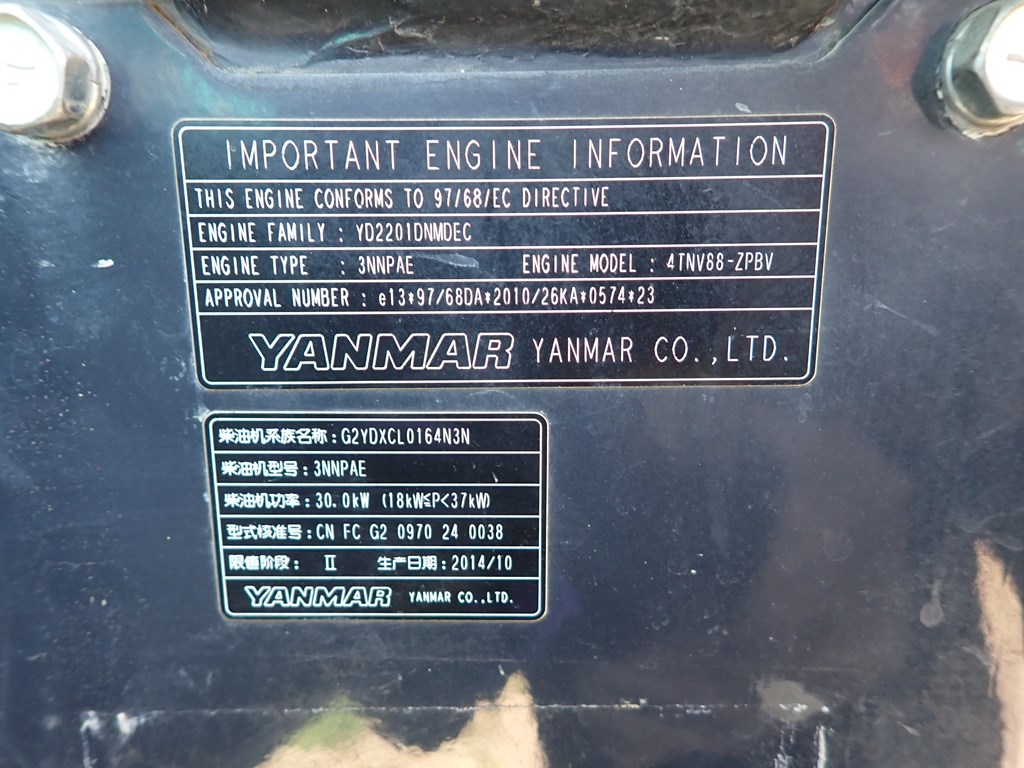 IMPORTANT ENGINE INFORMATION
THIS ENGINE CONFORMS TO 97/68/EC DIRECTIVE
ENGINE FAMILY : YD2201DNMDEC
ENGINE TYPE : 3NNPAE ENGINE MODEL : 4TNV88-ZPBV
APPROVAL NUMBER : e13*97/68DA*2010/26KA*0574*23
YANMAR YANMAR CO.,LTD.
柴油机系族名称:G2YDXCL0164N3N
柴油机型号:3NNPAE
柴油机功率:30.0kW (18kW≦P<37kW)
型式核准号:CN FC G2 0970 24 0038
限值阶段: Ⅱ 生产日期:2014/10
YANMAR YANMAR CO.,LTD.